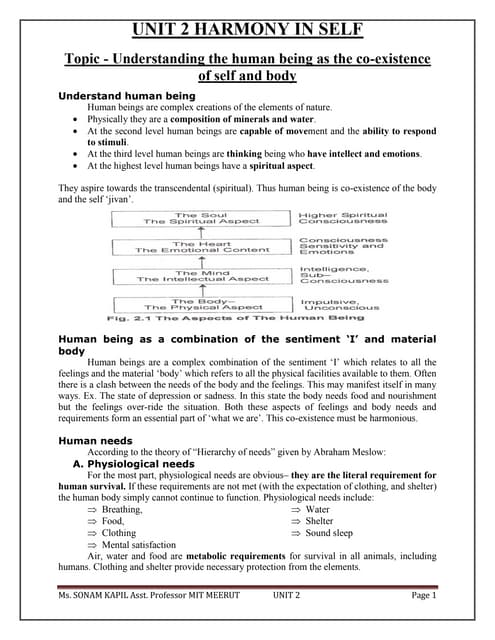 UNIT 2 HARMONY IN SELF
Topic - Understanding the human being as the co-existence
of self and body
Understand human being
Human beings are complex creations of the elements of nature.
• Physically they are a composition of minerals and water.
• At the second level human beings are capable of movement and the ability to respond
to stimuli.
• At the third level human beings are thinking being who have intellect and emotions.
• At the highest level human beings have a spiritual aspect.
They aspire towards the transcendental (spiritual). Thus human being is co-existence of the body
and the self ‘jivan’.
The Soul
The Spiritual Aspect
Higher Spiritual
Consciousness
The Heart
The Emotional Content
Consciousness
Sensitivity and
Emotions
The Mind
The Intellectual Aspect
Intelligence,
Sub–
Consciousness
The Body–
The Physical Aspect
Impulsive,
Unconscious
Fig. 2.1 The Aspects of The Human Being
Human being as a combination of the sentiment ‘I’ and material
body
Human beings are a complex combination of the sentiment ‘I’ which relates to all the
feelings and the material ‘body’ which refers to all the physical facilities available to them. Often
there is a clash between the needs of the body and the feelings. This may manifest itself in many
ways. Ex. The state of depression or sadness. In this state the body needs food and nourishment
but the feelings over-ride the situation. Both these aspects of feelings and body needs and
requirements form an essential part of ‘what we are’. This co-existence must be harmonious.
Human needs
According to the theory of “Hierarchy of needs” given by Abraham Meslow:
A. Physiological needs
For the most part, physiological needs are obvious– they are the literal requirement for
human survival. If these requirements are not met (with the expectation of clothing, and shelter)
the human body simply cannot continue to function. Physiological needs include:
⇒ Breathing,
⇒ Food,
⇒ Clothing
⇒ Mental satisfaction
⇒ Water
⇒ Shelter
⇒ Sound sleep
Air, water and food are metabolic requirements for survival in all animals, including
humans. Clothing and shelter provide necessary protection from the elements.
Ms. SONAM KAPIL Asst. Professor MIT MEERUT UNIT 2 Page 1